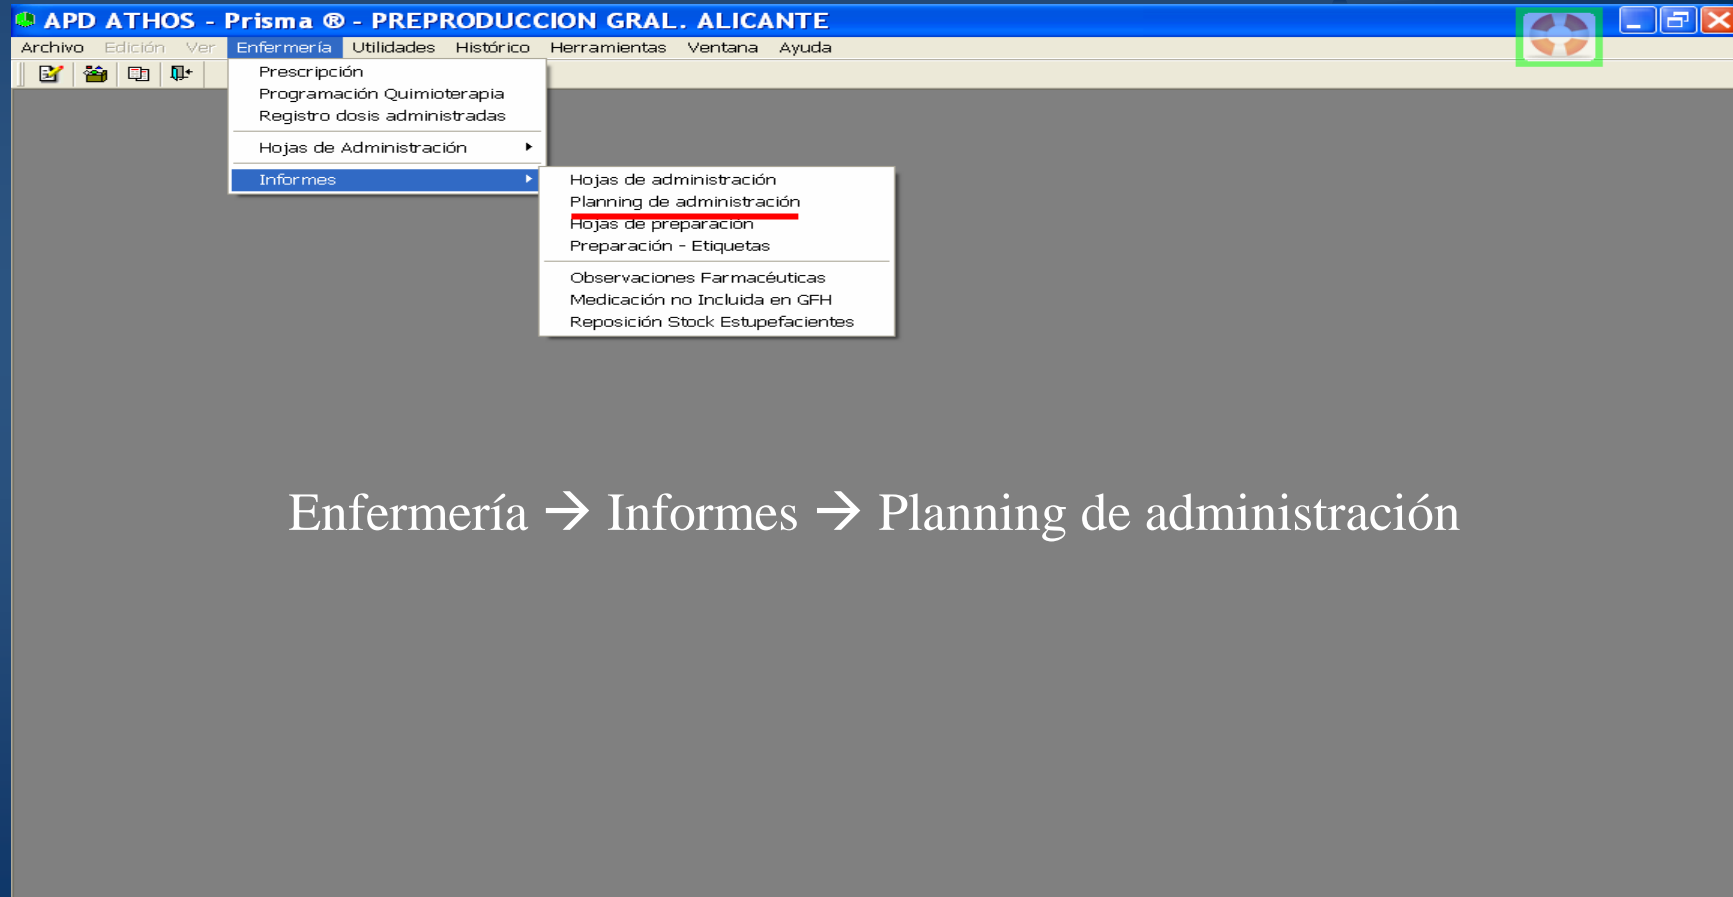 APD ATHOS - Prisma ® - PREPRODUCCION GRAL. ALICANTE
Archivo Edición Ver Enfermería Utilidades Histórico Herramientas Ventana Ayuda
Prescripción
Programación Quimioterapia
Registro dosis administradas
Hojas de Administración
Informes
Hojas de administración
Planning de administración
Hojas de preparación
Preparación - Etiquetas
Observaciones Farmacéuticas
Medicación no Incluida en GFH
Reposición Stock Estupefacientes
Enfermería → Informes → Planning de administración